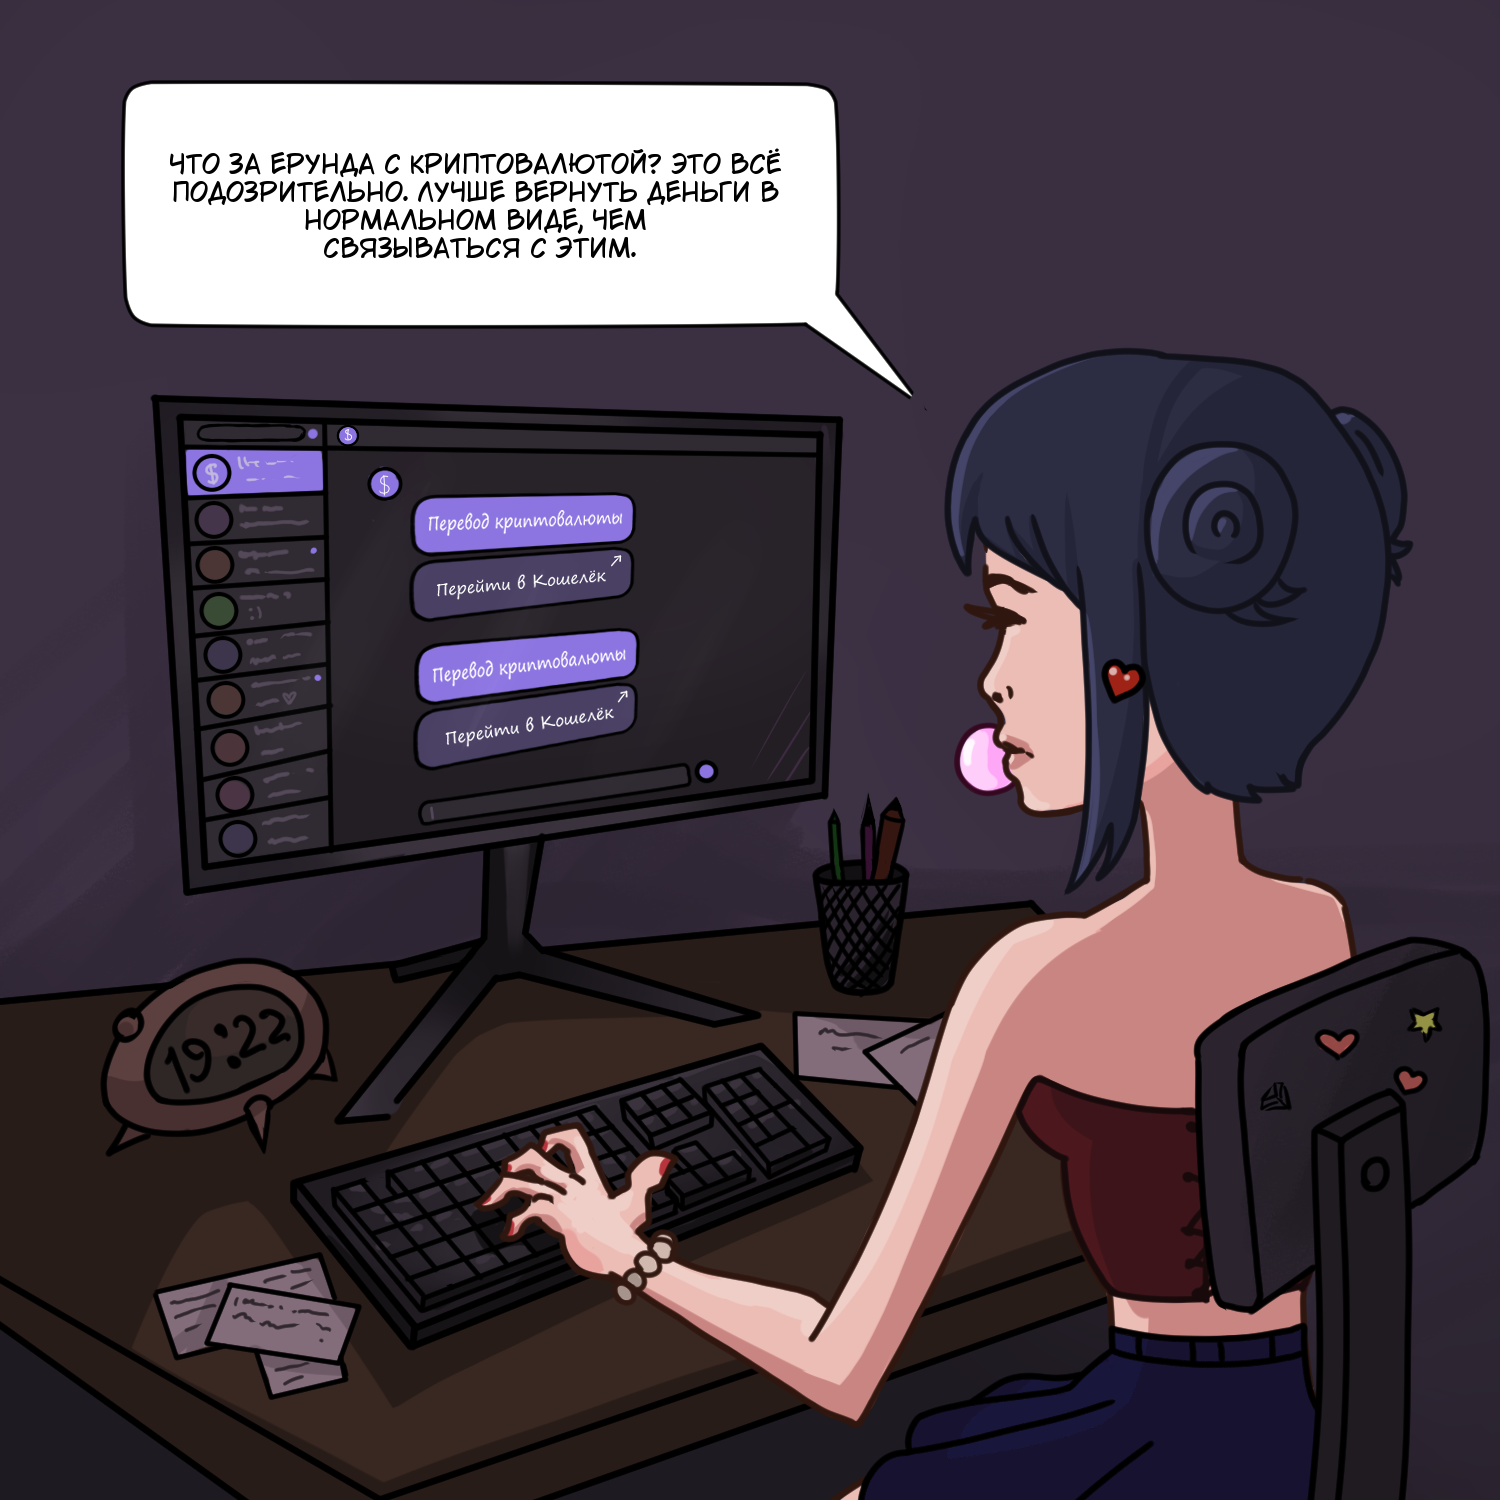 ЧТО ЗА ЕРУНДА С КРИПТОВАЛЮТОЙ? ЭТО ВСЁ
ПОДОЗРИТЕЛЬНО. ЛУЧШЕ ВЕРНУТЬ ДЕНЬГИ В
НОРМАЛЬНОМ ВИДЕ, ЧЕМ
СВЯЗЫВАТЬСЯ С ЭТИМ.
$
$
$
Перевод криптовалюты
Перейти в Кошелёк
:)
Перевод криптовалюты
Перейти в Кошелёк
19:22